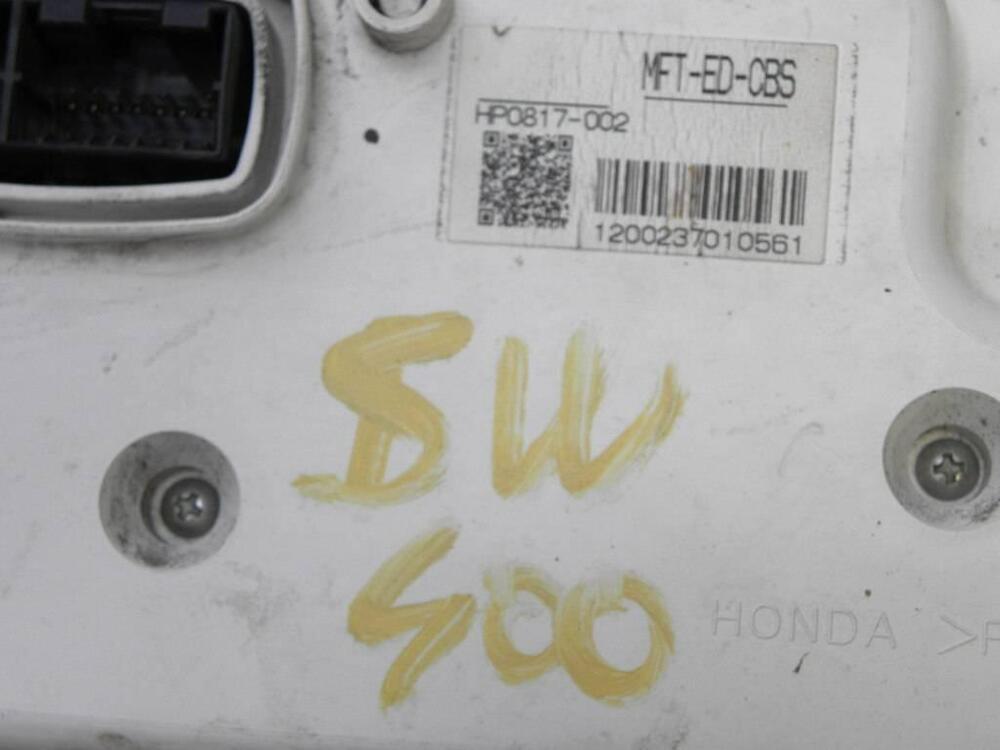 MFT-ED-CBS
HP0817-002
1200237010561
SW
400
HONDA >P